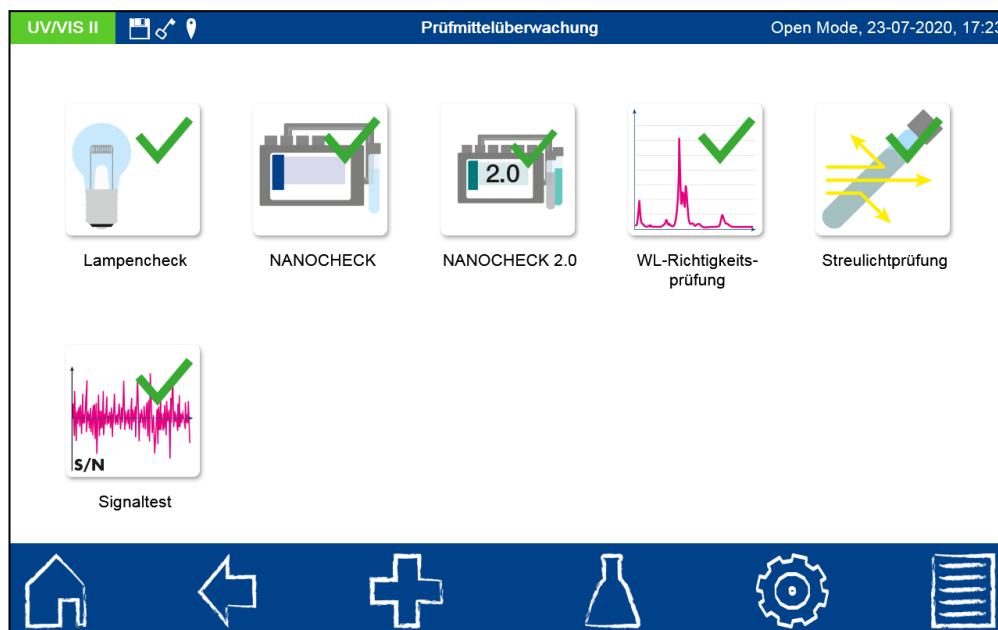 UV/VIS II
Prüfmittelüberwachung
Open Mode, 23-07-2020, 17:23
2.0
Lampencheck
NANOCHECK
NANOCHECK 2.0
WL-Richtigkeits-
prüfung
Streulichtprüfung
S/N
Signaltest